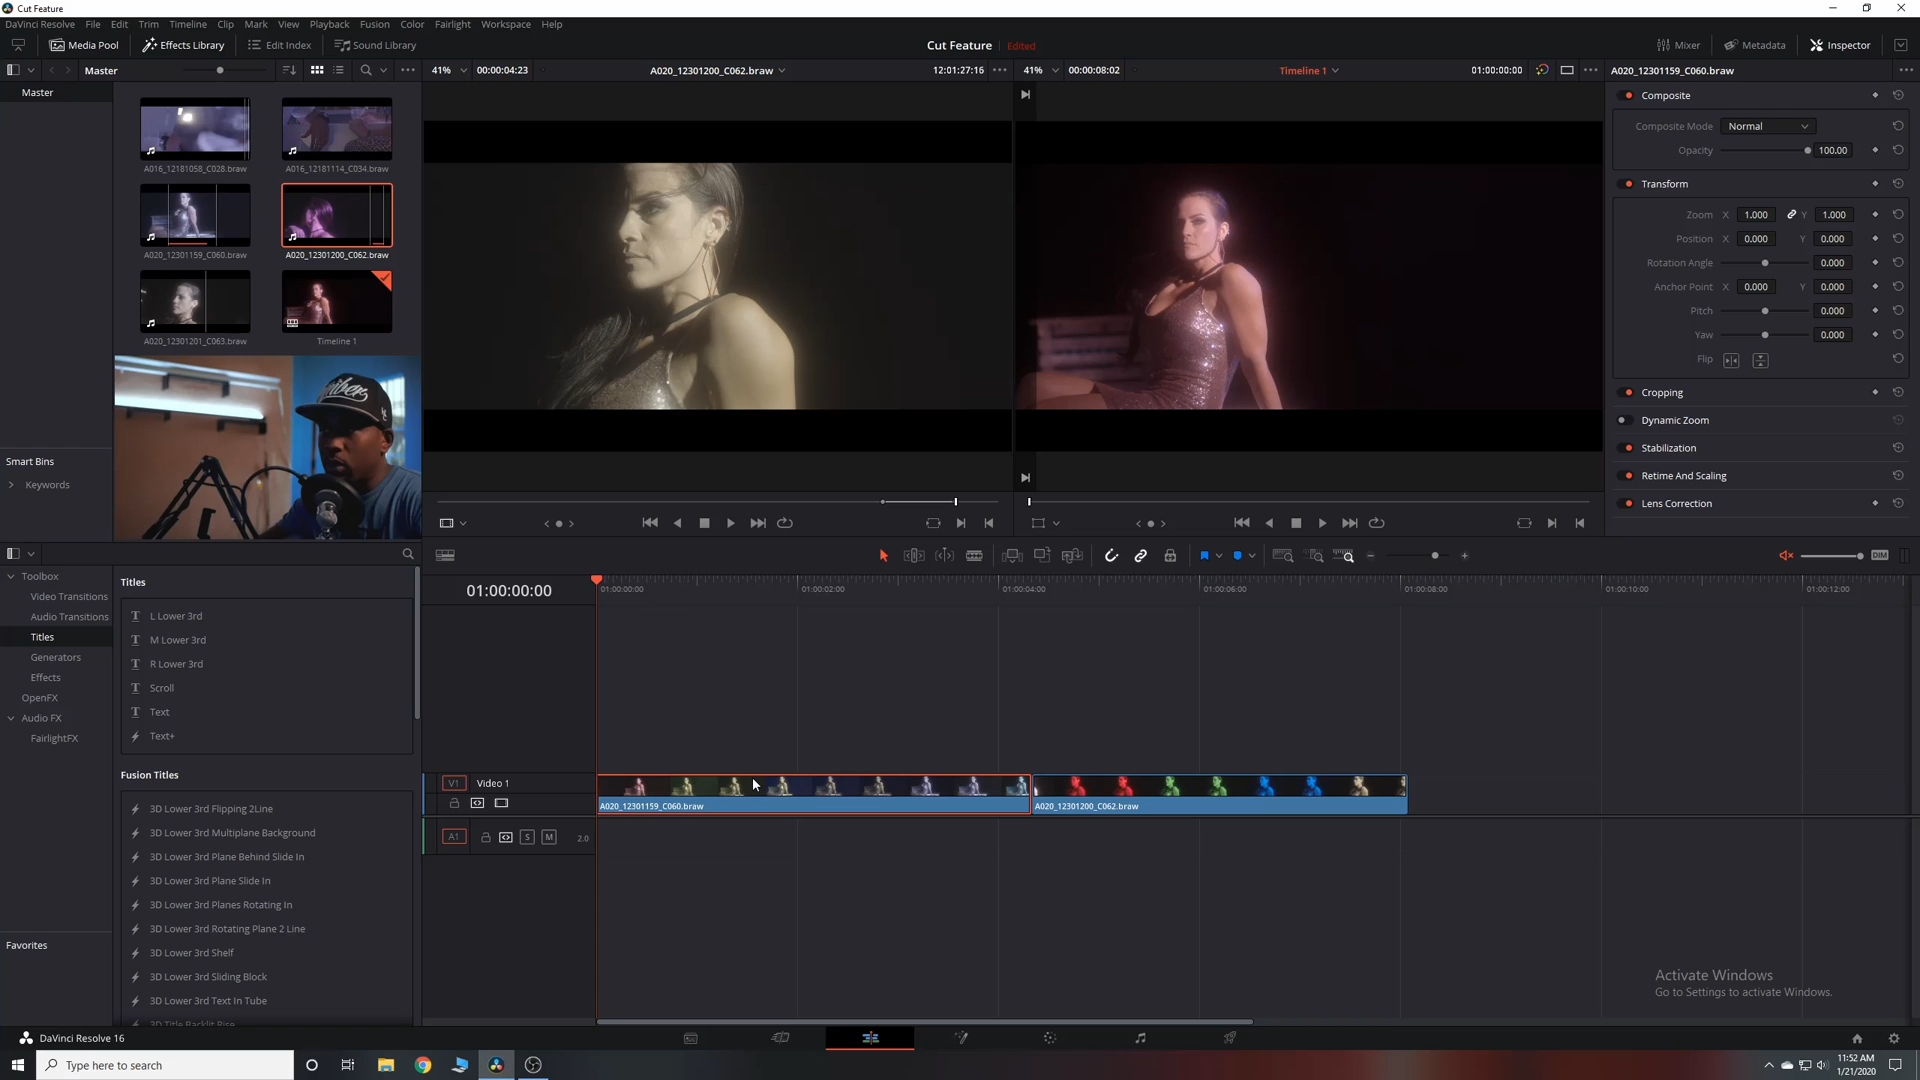 Cut Feature
DaVinci Resolve File Edit Trim Timeline Clip Mark View Playback Fusion Color Fairlight Workspace Help
Media Pool Effects Library Edit Index Sound Library Cut Feature Edited Mixer Metadata Inspector
Master 41% 00:00:04:23 A020_12301200_C062.braw 12:01:27:16 41% 00:00:08:02 Timeline 1 01:00:00:00 A020_12301159_C060.braw
Master
Composite
Composite Mode Normal
Opacity 100.00
A016_12181058_C028.braw A016_12181114_C034.braw
Transform
Zoom X 1.000 Y 1.000
Position X 0.000 Y 0.000
A020_12301159_C060.braw A020_12301200_C062.braw
Rotation Angle 0.000
Anchor Point X 0.000 Y 0.000
Pitch 0.000
Yaw 0.000
A020_12301201_C063.braw Timeline 1
Flip
Cropping
Dynamic Zoom
Stabilization
Retime And Scaling
Lens Correction
Smart Bins
Keywords
DIM
Toolbox
Video Transitions
Audio Transitions
Titles
Generators
Effects
OpenFX
Audio FX
FairlightFX
Favorites
Titles
L Lower 3rd
M Lower 3rd
R Lower 3rd
Scroll
Text
Text+
Fusion Titles
3D Lower 3rd Flipping 2Line
3D Lower 3rd Multiplane Background
3D Lower 3rd Plane Behind Slide In
3D Lower 3rd Plane Slide In
3D Lower 3rd Planes Rotating In
3D Lower 3rd Rotating Plane 2 Line
3D Lower 3rd Shelf
3D Lower 3rd Sliding Block
3D Lower 3rd Text In Tube
3D Title Backlit Rise
01:00:00:00 01:00:00:00 01:00:02:00 01:00:04:00 01:00:06:00 01:00:08:00 01:00:10:00 01:00:12:00
V1 Video 1
A020_12301159_C060.braw A020_12301200_C062.braw
A1 S M 2.0
Activate Windows
Go to Settings to activate Windows.
DaVinci Resolve 16
Type here to search
11:52 AM
1/21/2020